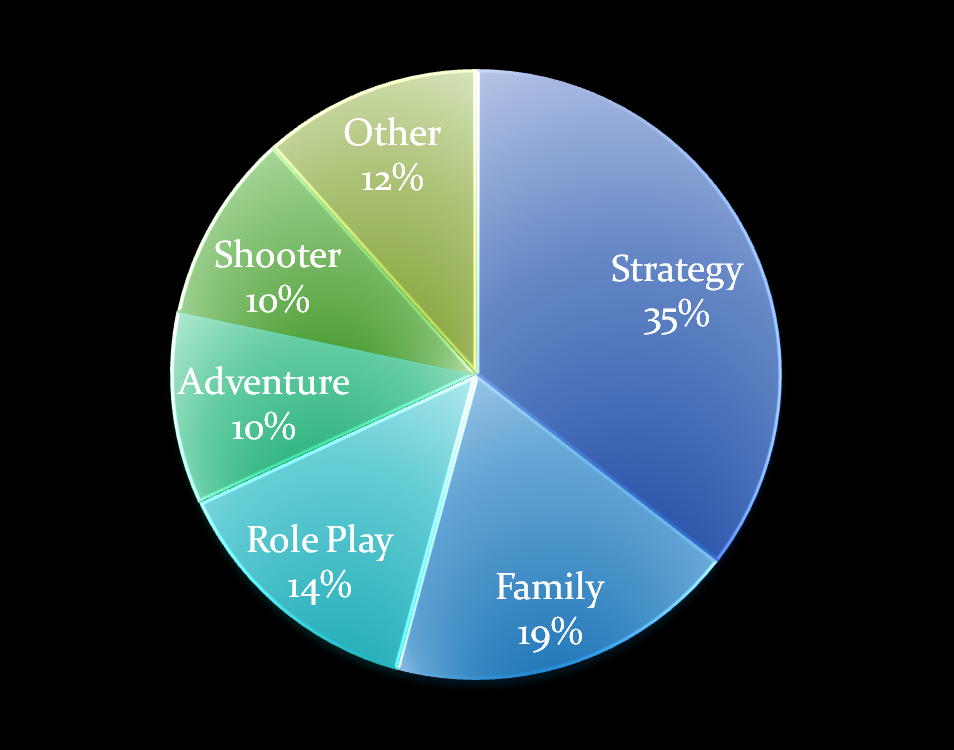 Other
12%
Strategy
35%
Shooter
10%
Adventure
10%
Role Play
14%
Family
19%